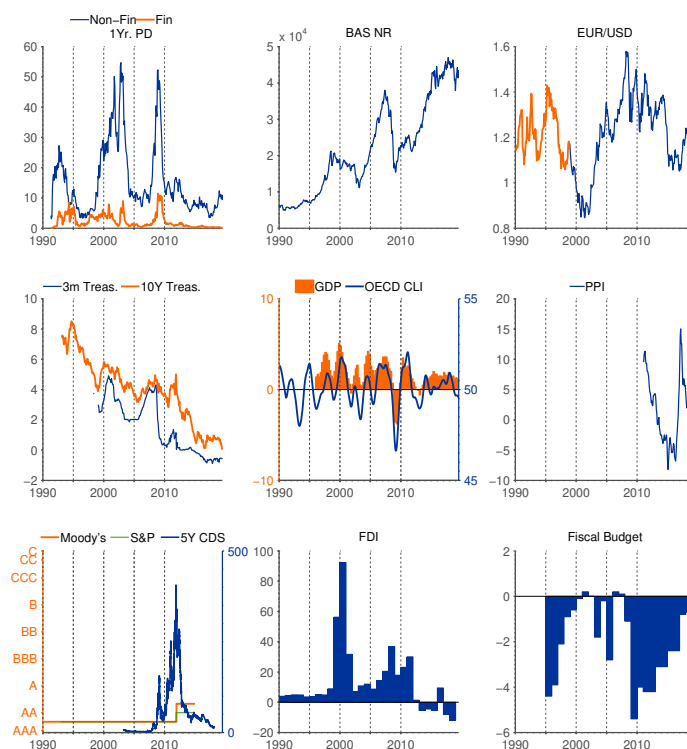 Non−Fin Fin
1Yr. PD
60
50
40
30
20
10
0
1990 2000 2010
BAS NR
5 x 10⁴
4
3
2
1
0
1990 2000 2010
EUR/USD
1.6
1.4
1.2
1
0.8
1990 2000 2010
3m Treas. 10Y Treas.
10
8
6
4
2
0
−2
1990 2000 2010
GDP OECD CLI
10 55
0 50
−10 45
1990 2000 2010
PPI
20
15
10
5
0
−5
−10
1990 2000 2010
Moody's S&P 5Y CDS
C 500
CC
CCC
B
BB
BBB
A
AA
AAA 0
1990 2000 2010
FDI
100
80
60
40
20
0
−20
1990 2000 2010
Fiscal Budget
2
0
−2
−4
−6
1990 2000 2010